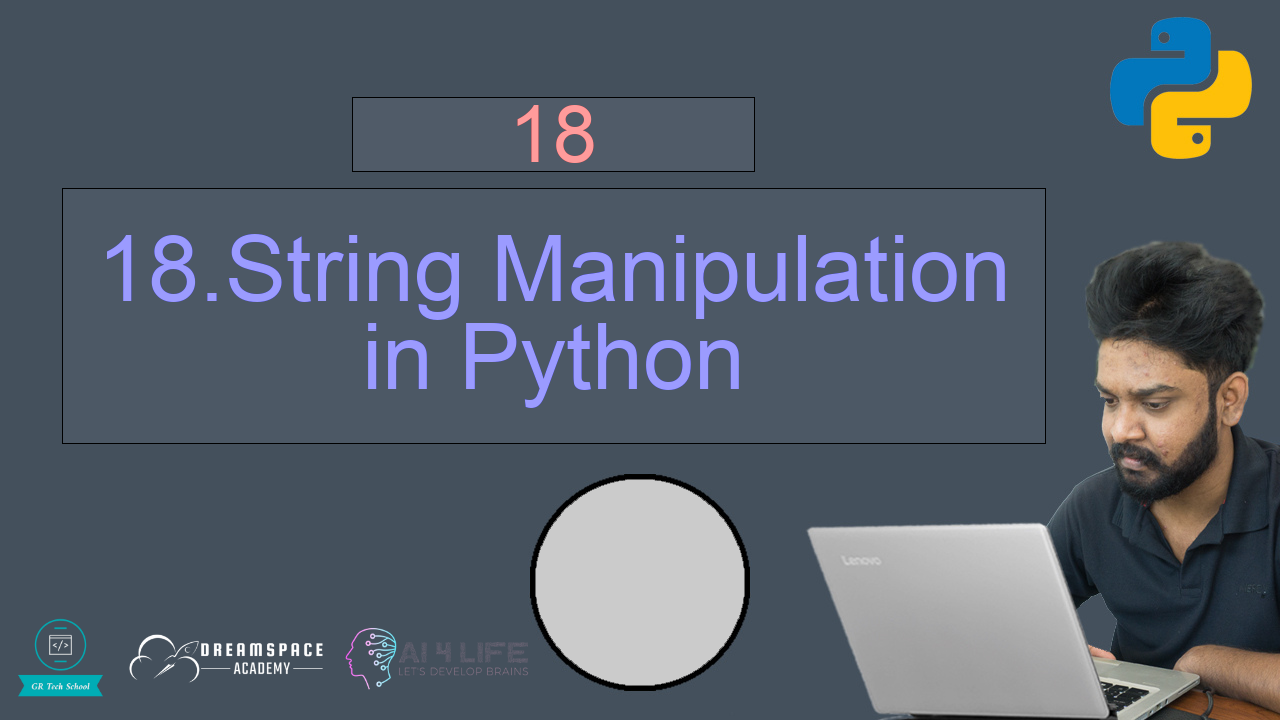 18
18.String Manipulation
in Python
Lenovo
GR Tech School
DREAMSPACE
ACADEMY
AI 4 LIFE
LET'S DEVELOP BRAINS